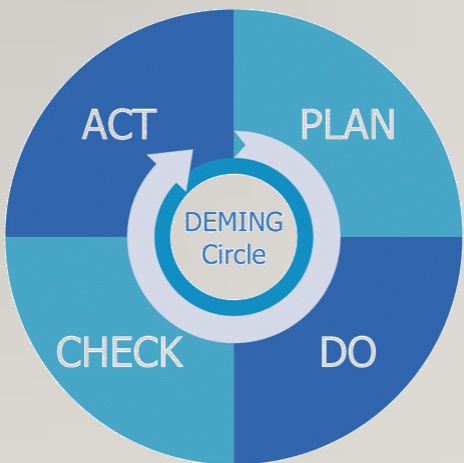 ACT
PLAN
DEMING
Circle
CHECK
DO